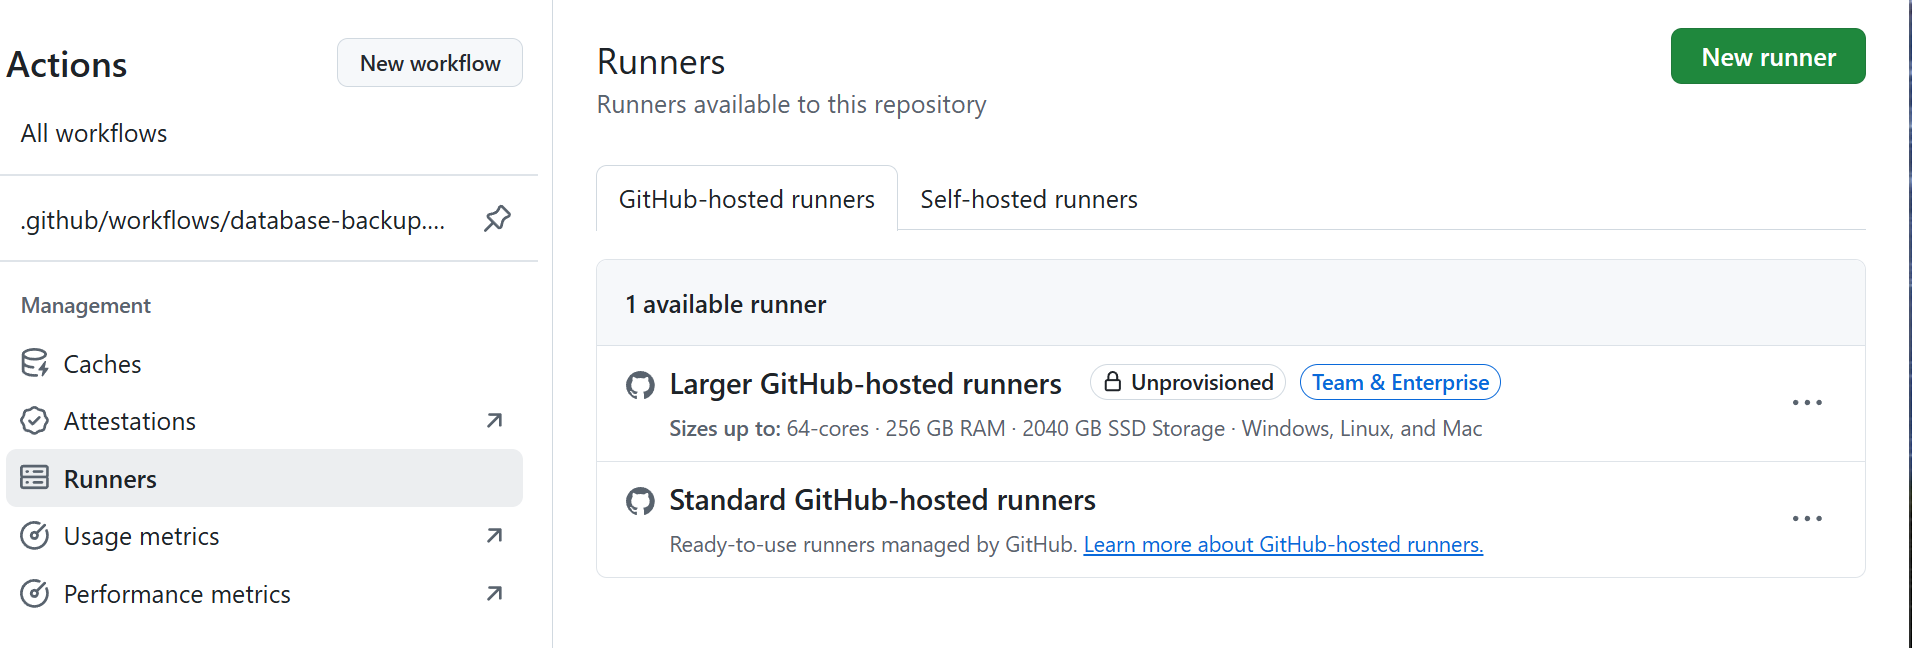 Actions
New workflow
All workflows
.github/workflows/database-backup....
Management
Caches
Attestations
Runners
Usage metrics
Performance metrics
Runners
Runners available to this repository
New runner
GitHub-hosted runners
Self-hosted runners
1 available runner
Larger GitHub-hosted runners Unprovisioned Team & Enterprise
Sizes up to: 64-cores · 256 GB RAM · 2040 GB SSD Storage · Windows, Linux, and Mac
Standard GitHub-hosted runners
Ready-to-use runners managed by GitHub. Learn more about GitHub-hosted runners.